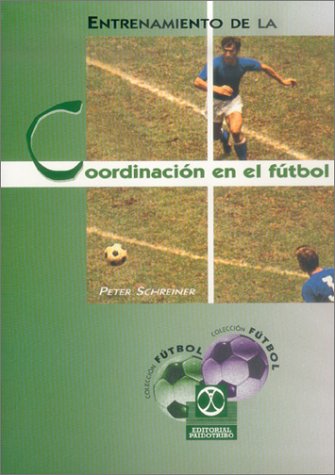 ENTRENAMIENTO DE LA
Coordinación en el fútbol
PETER SCHREINER
COLECCIÓN FÚTBOL
COLECCIÓN FÚTBOL
EDITORIAL
PAIDOTRIBO